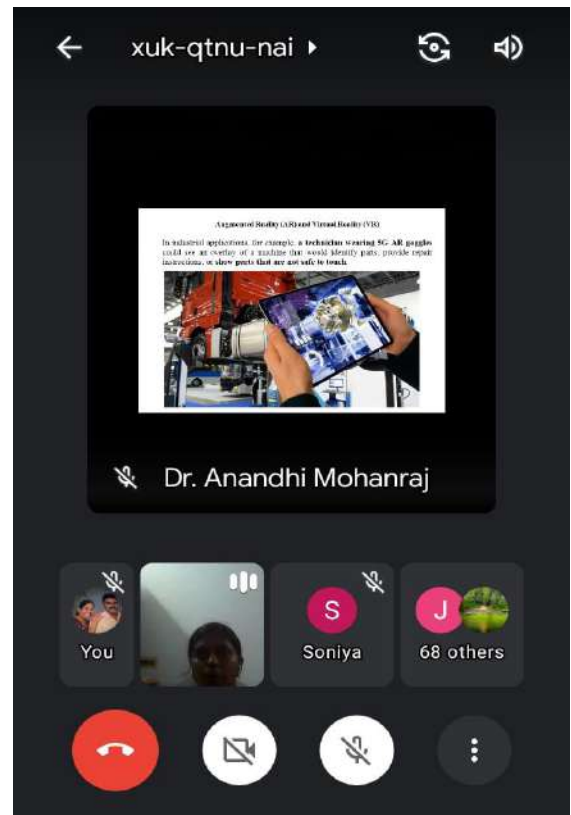 xuk-qtnu-nai
Augmented Reality (AR) and Virtual Reality (VR)
In industrial applications, for example, a technician wearing 5G AR goggles
could see an overlay of a machine that would identify parts, provide repair
instructions, or show parts that are not safe to touch.
Dr. Anandhi Mohanraj
You
S
Soniya
J
68 others